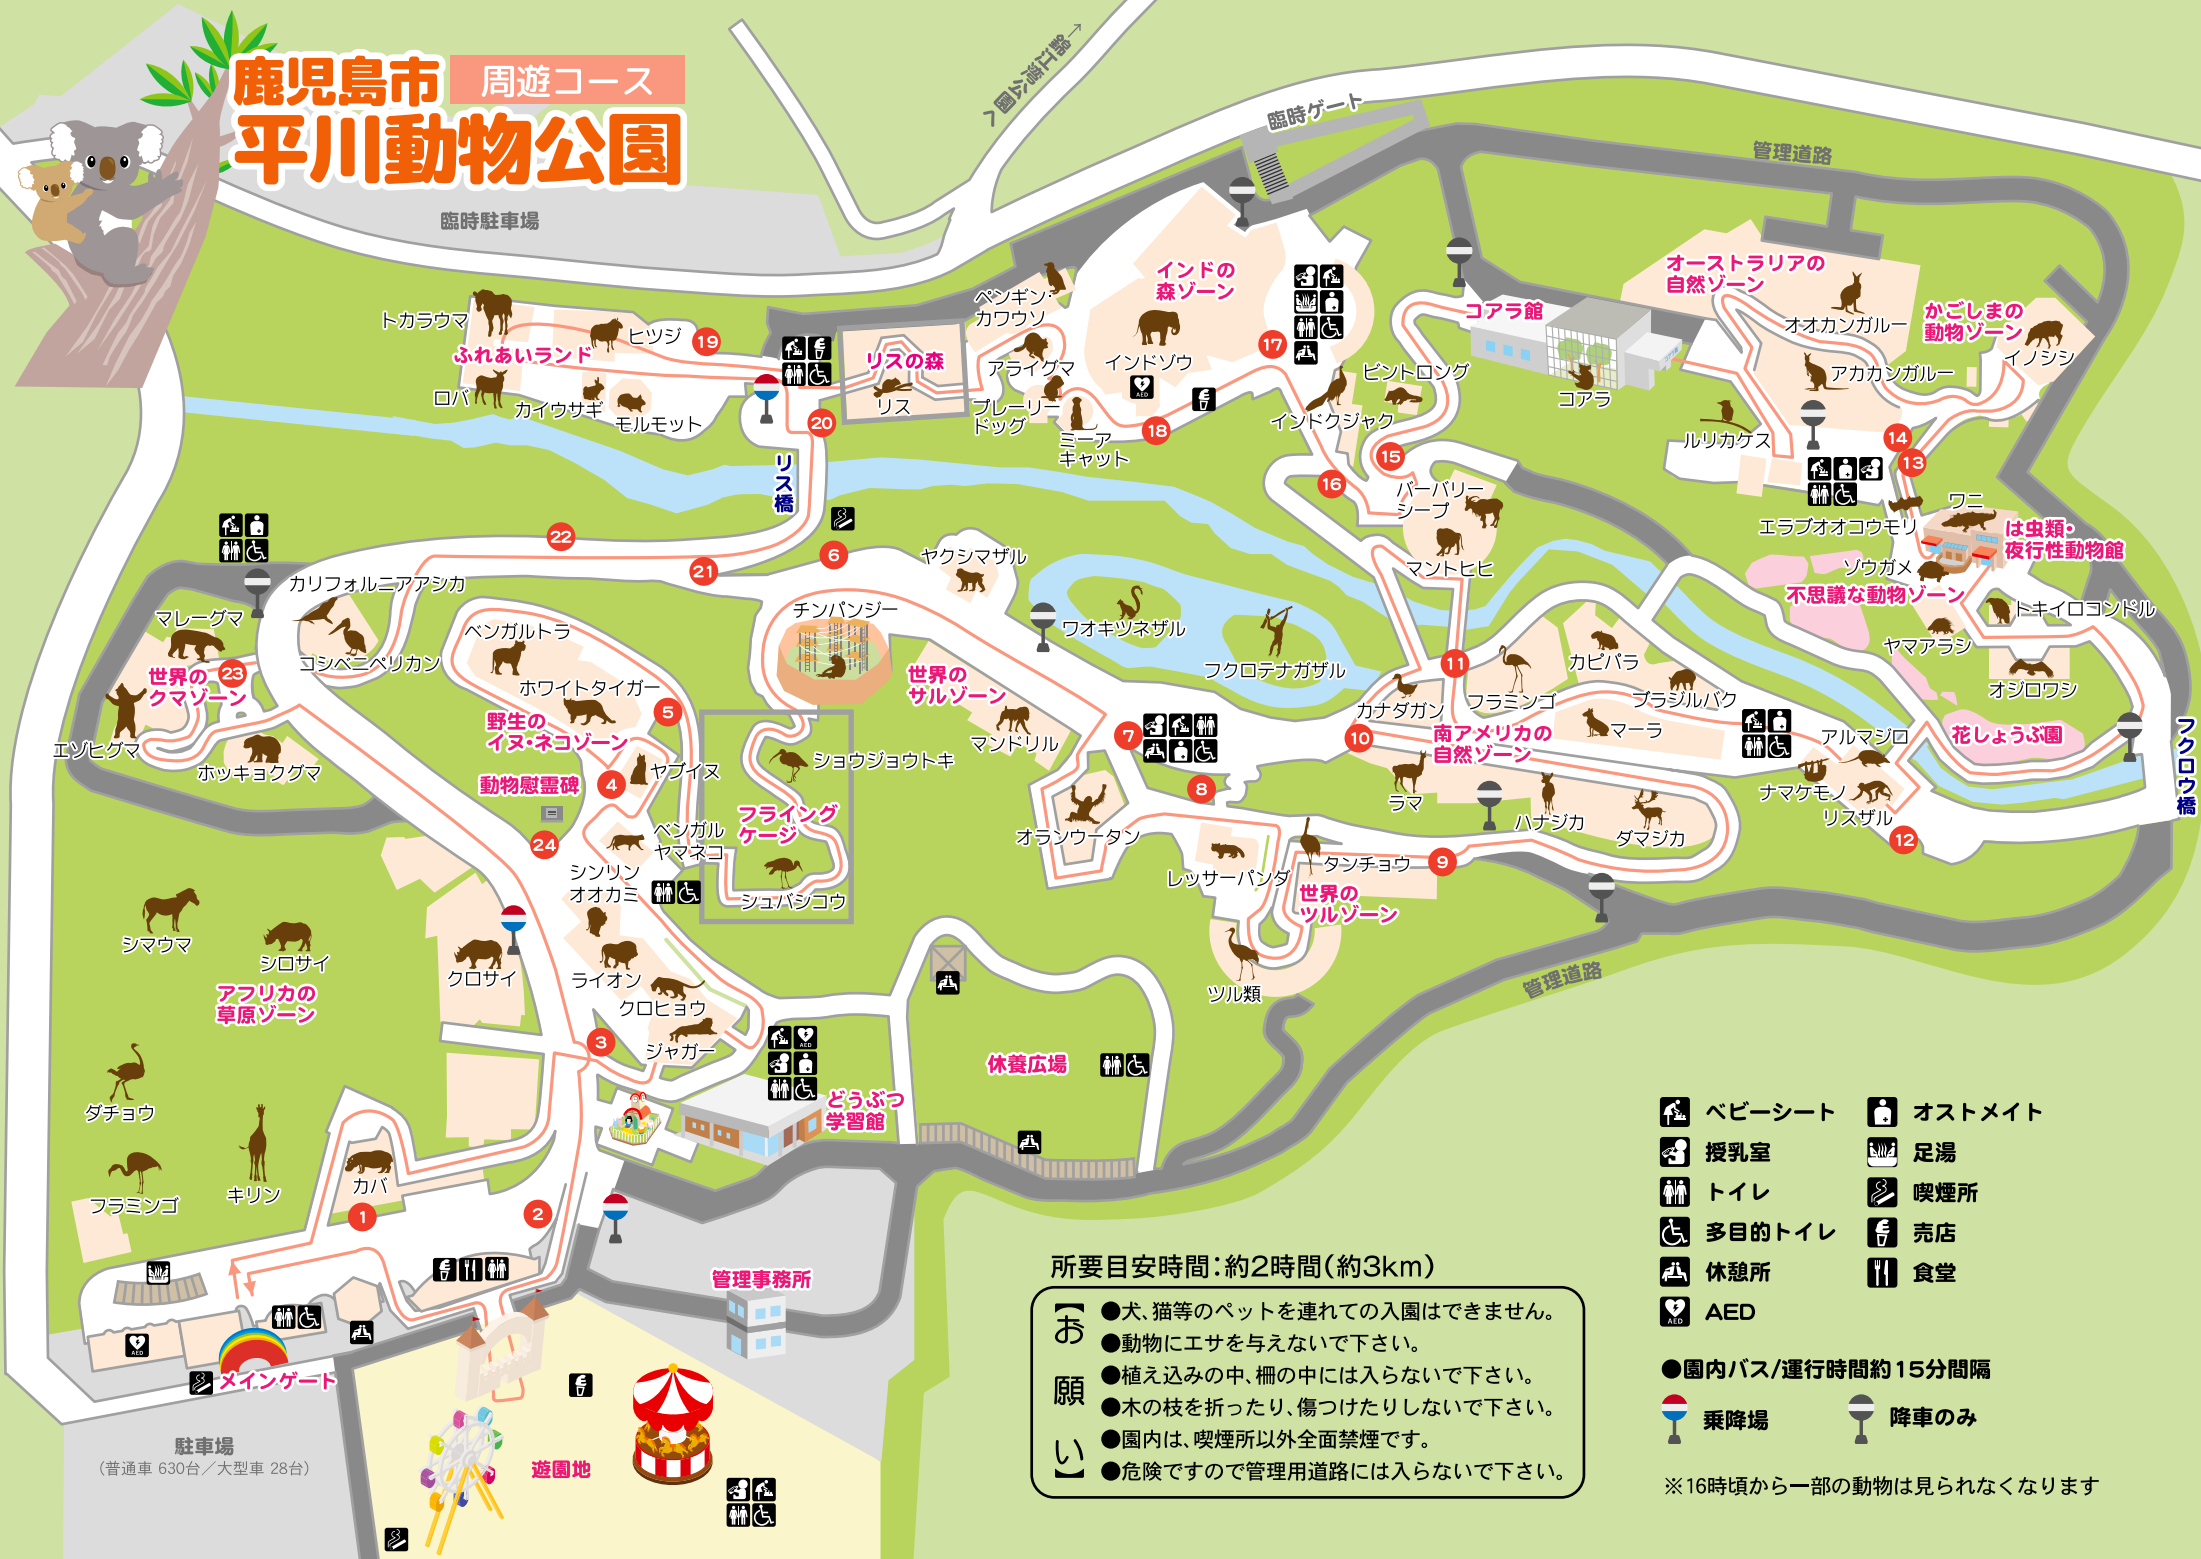 鹿児島市
周遊コース
平川動物公園
錦江湾公園へ→
臨時駐車場
臨時ゲート
管理道路
トカラウマ
ヒツジ
19
ふれあいランド
ロバ
カイウサギ
モルモット
リスの森
リス
20
リス橋
ペンギン・
カワウソ
アライグマ
プレーリー
ドッグ
ミーア
キャット
インドの
森ゾーン
インドゾウ
AED
17
18
インドクジャク
ビントロング
コアラ館
コアラ
15
16
バーバリー
シープ
マントヒヒ
オーストラリアの
自然ゾーン
オオカンガルー
アカカンガルー
ルリカケス
かごしまの
動物ゾーン
イノシシ
14
13
エラブオオコウモリ
ワニ
は虫類・
夜行性動物館
ゾウガメ
不思議な動物ゾーン
トキイロコンドル
ヤマアラシ
オジロワシ
花しょうぶ園
フクロウ橋
22
21
6
カリフォルニアアシカ
コシベニペリカン
マレーグマ
世界の
クマゾーン
23
エゾヒグマ
ホッキョクグマ
ベンガルトラ
ホワイトタイガー
5
野生の
イヌ・ネコゾーン
ヤブイヌ
動物慰霊碑
4
24
ベンガル
ヤマネコ
シンリン
オオカミ
ライオン
クロヒョウ
ジャガー
チンパンジー
ヤクシマザル
世界の
サルゾーン
ワオキツネザル
フクロテナガザル
マンドリル
7
オランウータン
8
ショウジョウトキ
フライング
ケージ
シュバシコウ
11
カナダガン
フラミンゴ
カピバラ
ブラジルバク
マーラ
10
南アメリカの
自然ゾーン
ラマ
ハナジカ
ダマジカ
アルマジロ
ナマケモノ
リスザル
12
レッサーパンダ
タンチョウ
9
世界の
ツルゾーン
ツル類
管理道路
シマウマ
シロサイ
クロサイ
アフリカの
草原ゾーン
ダチョウ
フラミンゴ
キリン
カバ
1
2
3
AED
どうぶつ
学習館
休養広場
管理事務所
AED
メインゲート
駐車場
(普通車 630台／大型車 28台)
遊園地
所要目安時間：約2時間(約3km)
【お願い】
●犬、猫等のペットを連れての入園はできません。
●動物にエサを与えないで下さい。
●植え込みの中、柵の中には入らないで下さい。
●木の枝を折ったり、傷つけたりしないで下さい。
●園内は、喫煙所以外全面禁煙です。
●危険ですので管理用道路には入らないで下さい。
ベビーシート
オストメイト
授乳室
足湯
トイレ
喫煙所
多目的トイレ
売店
休憩所
食堂
AED
AED
●園内バス/運行時間約15分間隔
乗降場
降車のみ
※16時頃から一部の動物は見られなくなります